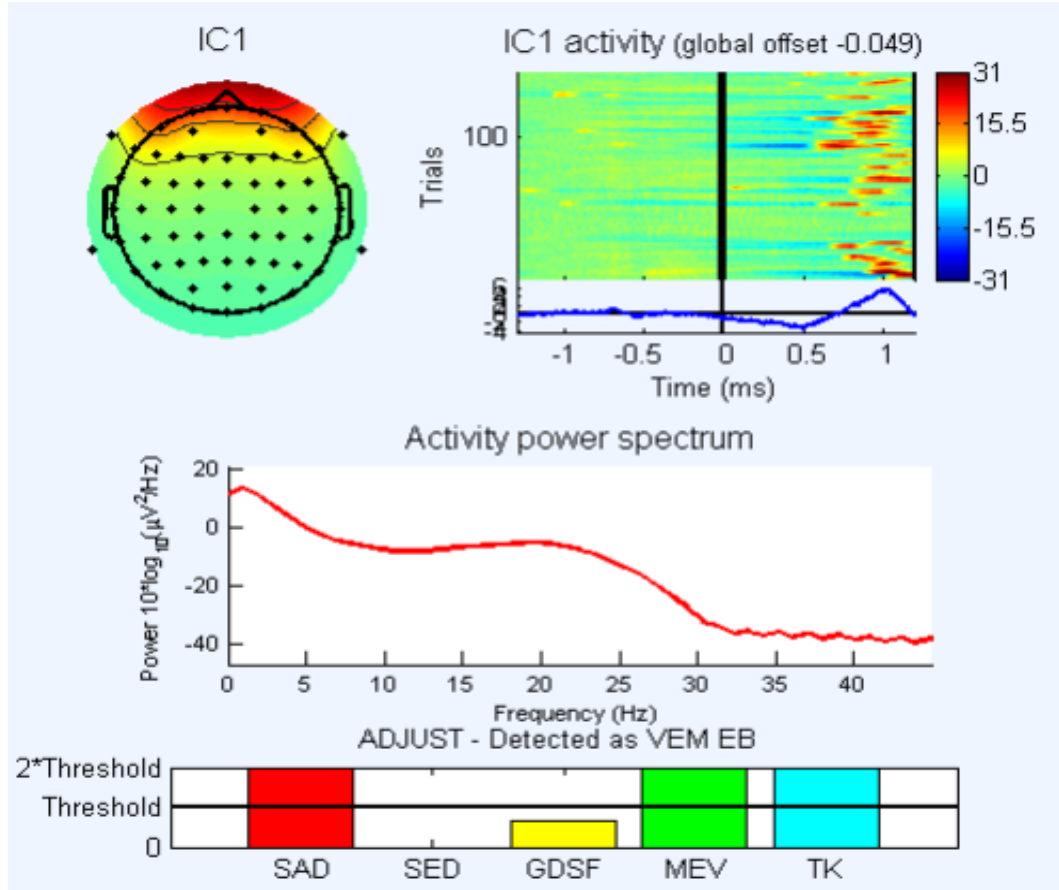 IC1
IC1 activity (global offset -0.049)
31
15.5
0
-15.5
-31
Trials
100
-1 -0.5 0 0.5 1
Time (ms)
Activity power spectrum
Power 10*log10(µV²/Hz)
20
0
-20
-40
0 5 10 15 20 25 30 35 40
Frequency (Hz)
ADJUST - Detected as VEM EB
2*Threshold
Threshold
0
SAD SED GDSF MEV TK